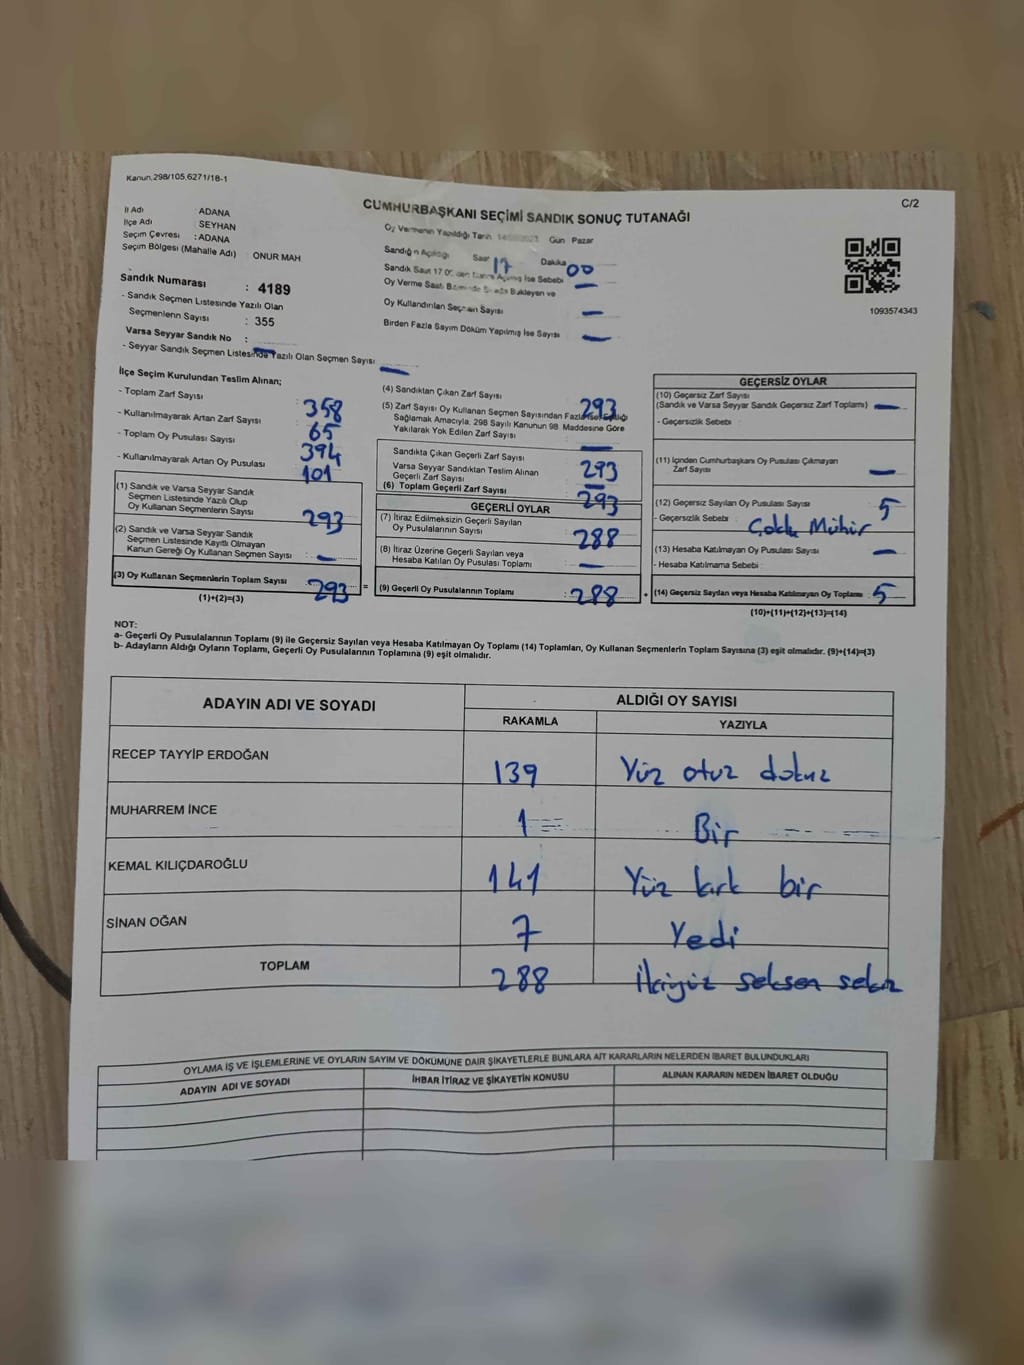 Kanun.298/105,6271/18-1
C/2
CUMHURBAŞKANI SEÇİMİ SANDIK SONUÇ TUTANAĞI
İl Adı ADANA
İlçe Adı SEYHAN
Seçim Çevresi : ADANA
Seçim Bölgesi (Mahalle Adı) : ONUR MAH
Sandık Numarası : 4189
- Sandık Seçmen Listesinde Yazılı Olan
Seçmenlerin Sayısı : 355
Varsa Seyyar Sandık No : —
- Seyyar Sandık Seçmen Listesinde Yazılı Olan Seçmen Sayısı : —
Oy Vermenin Yapıldığı Tarih Gün Pazar
Sandığın Açıldığı Saat 17 Dakika 00
Sandık Saat 17.00'den Sonra Açılmış İse Sebebi —
Oy Verme Saati Bitiminde Sırada Bekleyen ve
Oy Kullandırılan Seçmen Sayısı —
Birden Fazla Sayım Döküm Yapılmış İse Sayısı —
1093574343
İlçe Seçim Kurulundan Teslim Alınan;
- Toplam Zarf Sayısı : 358
- Kullanılmayarak Artan Zarf Sayısı : 65
- Toplam Oy Pusulası Sayısı : 394
- Kullanılmayarak Artan Oy Pusulası : 101
(1) Sandık ve Varsa Seyyar Sandık
Seçmen Listesinde Yazılı Olup
Oy Kullanan Seçmenlerin Sayısı : 293
(2) Sandık ve Varsa Seyyar Sandık
Seçmen Listesinde Kayıtlı Olmayan
Kanun Gereği Oy Kullanan Seçmen Sayısı : —
(3) Oy Kullanan Seçmenlerin Toplam Sayısı : 293 =
(1)+(2)=(3)
(4) Sandıktan Çıkan Zarf Sayısı : 293
(5) Zarf Sayısı Oy Kullanan Seçmen Sayısından Fazla ise, Eşitliği
Sağlamak Amacıyla, 298 Sayılı Kanunun 98. Maddesine Göre
Yakılarak Yok Edilen Zarf Sayısı : —
Sandıkta Çıkan Geçerli Zarf Sayısı : 293
Varsa Seyyar Sandıktan Teslim Alınan
Geçerli Zarf Sayısı : —
(6) Toplam Geçerli Zarf Sayısı : 293
GEÇERLİ OYLAR
(7) İtiraz Edilmeksizin Geçerli Sayılan
Oy Pusulalarının Sayısı : 288
(8) İtiraz Üzerine Geçerli Sayılan veya
Hesaba Katılan Oy Pusulası Toplamı : —
(9) Geçerli Oy Pusulalarının Toplamı : 288 +
GEÇERSİZ OYLAR
(10) Geçersiz Zarf Sayısı
(Sandık ve Varsa Seyyar Sandık Geçersiz Zarf Toplamı) : —
- Geçersizlik Sebebi :
(11) İçinden Cumhurbaşkanı Oy Pusulası Çıkmayan
Zarf Sayısı : —
(12) Geçersiz Sayılan Oy Pusulası Sayısı : 5
- Geçersizlik Sebebi : Çoklu Mühür
(13) Hesaba Katılmayan Oy Pusulası Sayısı : —
- Hesaba Katılmama Sebebi :
(14) Geçersiz Sayılan veya Hesaba Katılmayan Oy Toplamı : 5
(10)+(11)+(12)+(13)=(14)
NOT:
a- Geçerli Oy Pusulalarının Toplamı (9) ile Geçersiz Sayılan veya Hesaba Katılmayan Oy Toplamı (14) Toplamları, Oy Kullanan Seçmenlerin Toplam Sayısına (3) eşit olmalıdır. (9)+(14)=(3)
b- Adayların Aldığı Oyların Toplamı, Geçerli Oy Pusulalarının Toplamına (9) eşit olmalıdır.
ADAYIN ADI VE SOYADI ALDIĞI OY SAYISI
RAKAMLA YAZIYLA
RECEP TAYYİP ERDOĞAN 139 Yüz otuz dokuz
MUHARREM İNCE 1 Bir
KEMAL KILIÇDAROĞLU 141 Yüz kırk bir
SİNAN OĞAN 7 Yedi
TOPLAM 288 İkiyüz seksen sekiz
OYLAMA İŞ VE İŞLEMLERİNE VE OYLARIN SAYIM VE DÖKÜMÜNE DAİR ŞİKAYETLERLE BUNLARA AİT KARARLARIN NELERDEN İBARET BULUNDUKLARI
ADAYIN ADI VE SOYADI İHBAR İTİRAZ VE ŞİKAYETİN KONUSU ALINAN KARARIN NEDEN İBARET OLDUĞU